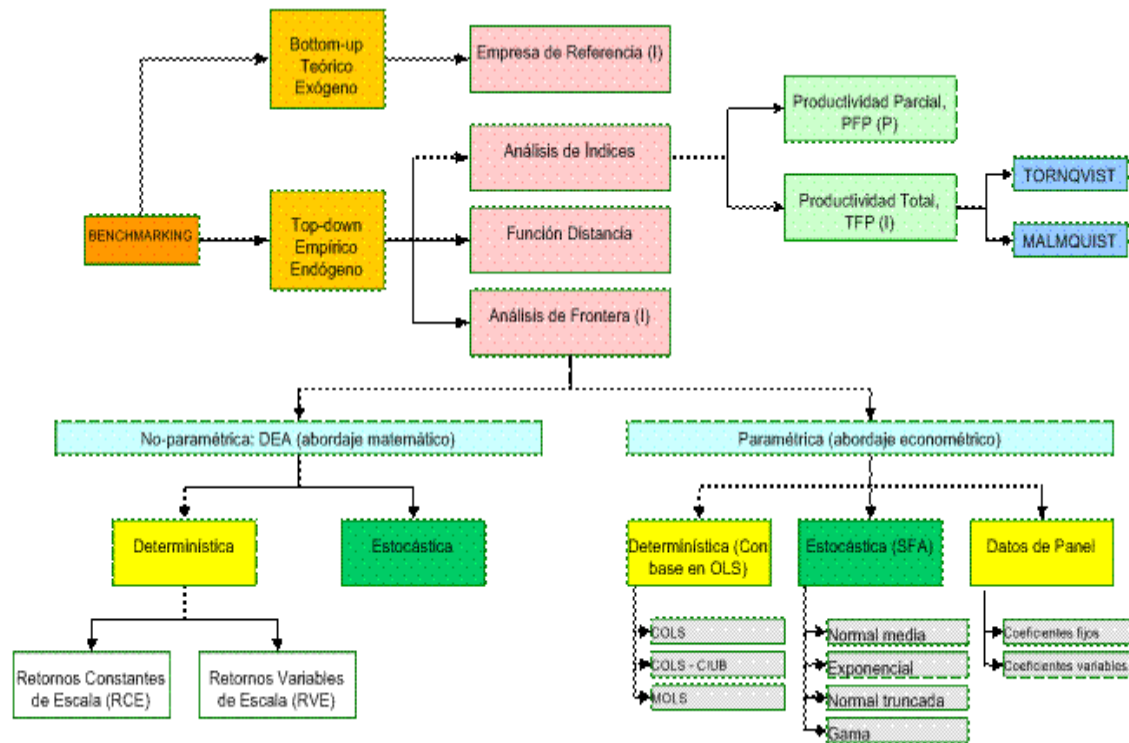 Bottom-up
Teórico
Exógeno
Empresa de Referencia (I)
Productividad Parcial,
PFP (P)
Análisis de Índices
TORNQVIST
Productividad Total,
TFP (I)
BENCHMARKING
Top-down
Empírico
Endógeno
Función Distancia
MALMQUIST
Análisis de Frontera (I)
No-paramétrica: DEA (abordaje matemático)
Paramétrica (abordaje econométrico)
Determinística
Estocástica
Determinística (Con
base en OLS)
Estocástica (SFA)
Datos de Panel
COLS
COLS - CIUB
MOLS
Normal media
Exponencial
Normal truncada
Gama
Coeficientes fijos
Coeficientes variables
Retornos Constantes
de Escala (RCE)
Retornos Variables
de Escala (RVE)